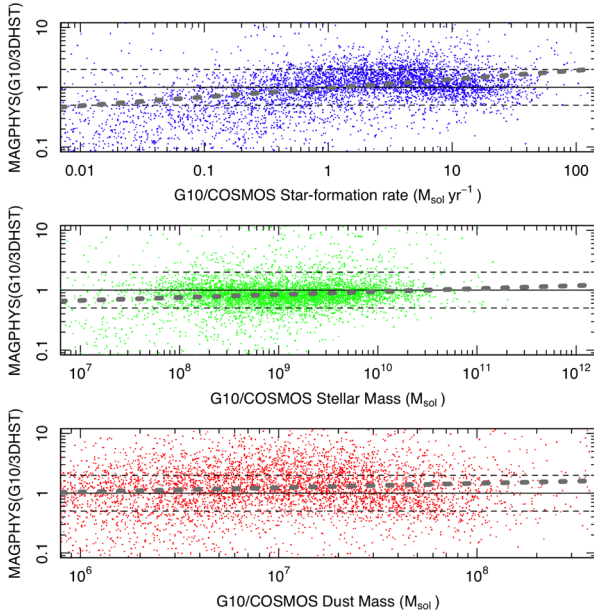 MAGPHYS(G10/3DHST)
10
1
0.1
0.01 0.1 1 10 100
G10/COSMOS Star-formation rate (Msol yr−1)
MAGPHYS(G10/3DHST)
10
1
0.1
10^7 10^8 10^9 10^10 10^11 10^12
G10/COSMOS Stellar Mass (Msol )
MAGPHYS(G10/3DHST)
10
1
0.1
10^6 10^7 10^8
G10/COSMOS Dust Mass (Msol)